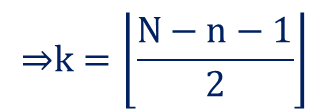 ⇒k = ⌊(N − n − 1)/2⌋